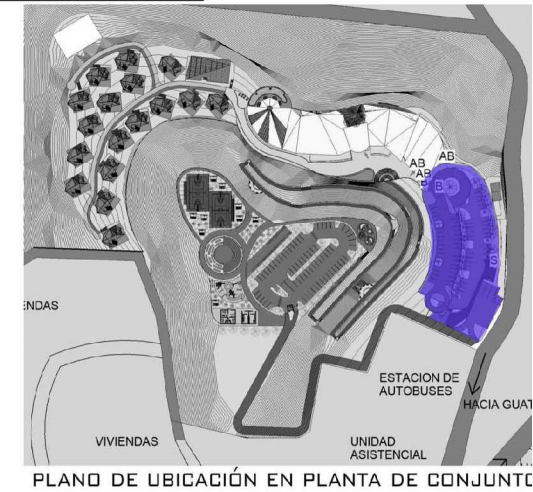 AB
AB
AB
B
S
ENDAS
ESTACION DE
AUTOBUSES
HACIA GUAT
VIVIENDAS
UNIDAD
ASISTENCIAL
PLANO DE UBICACIÓN EN PLANTA DE CONJUNTO